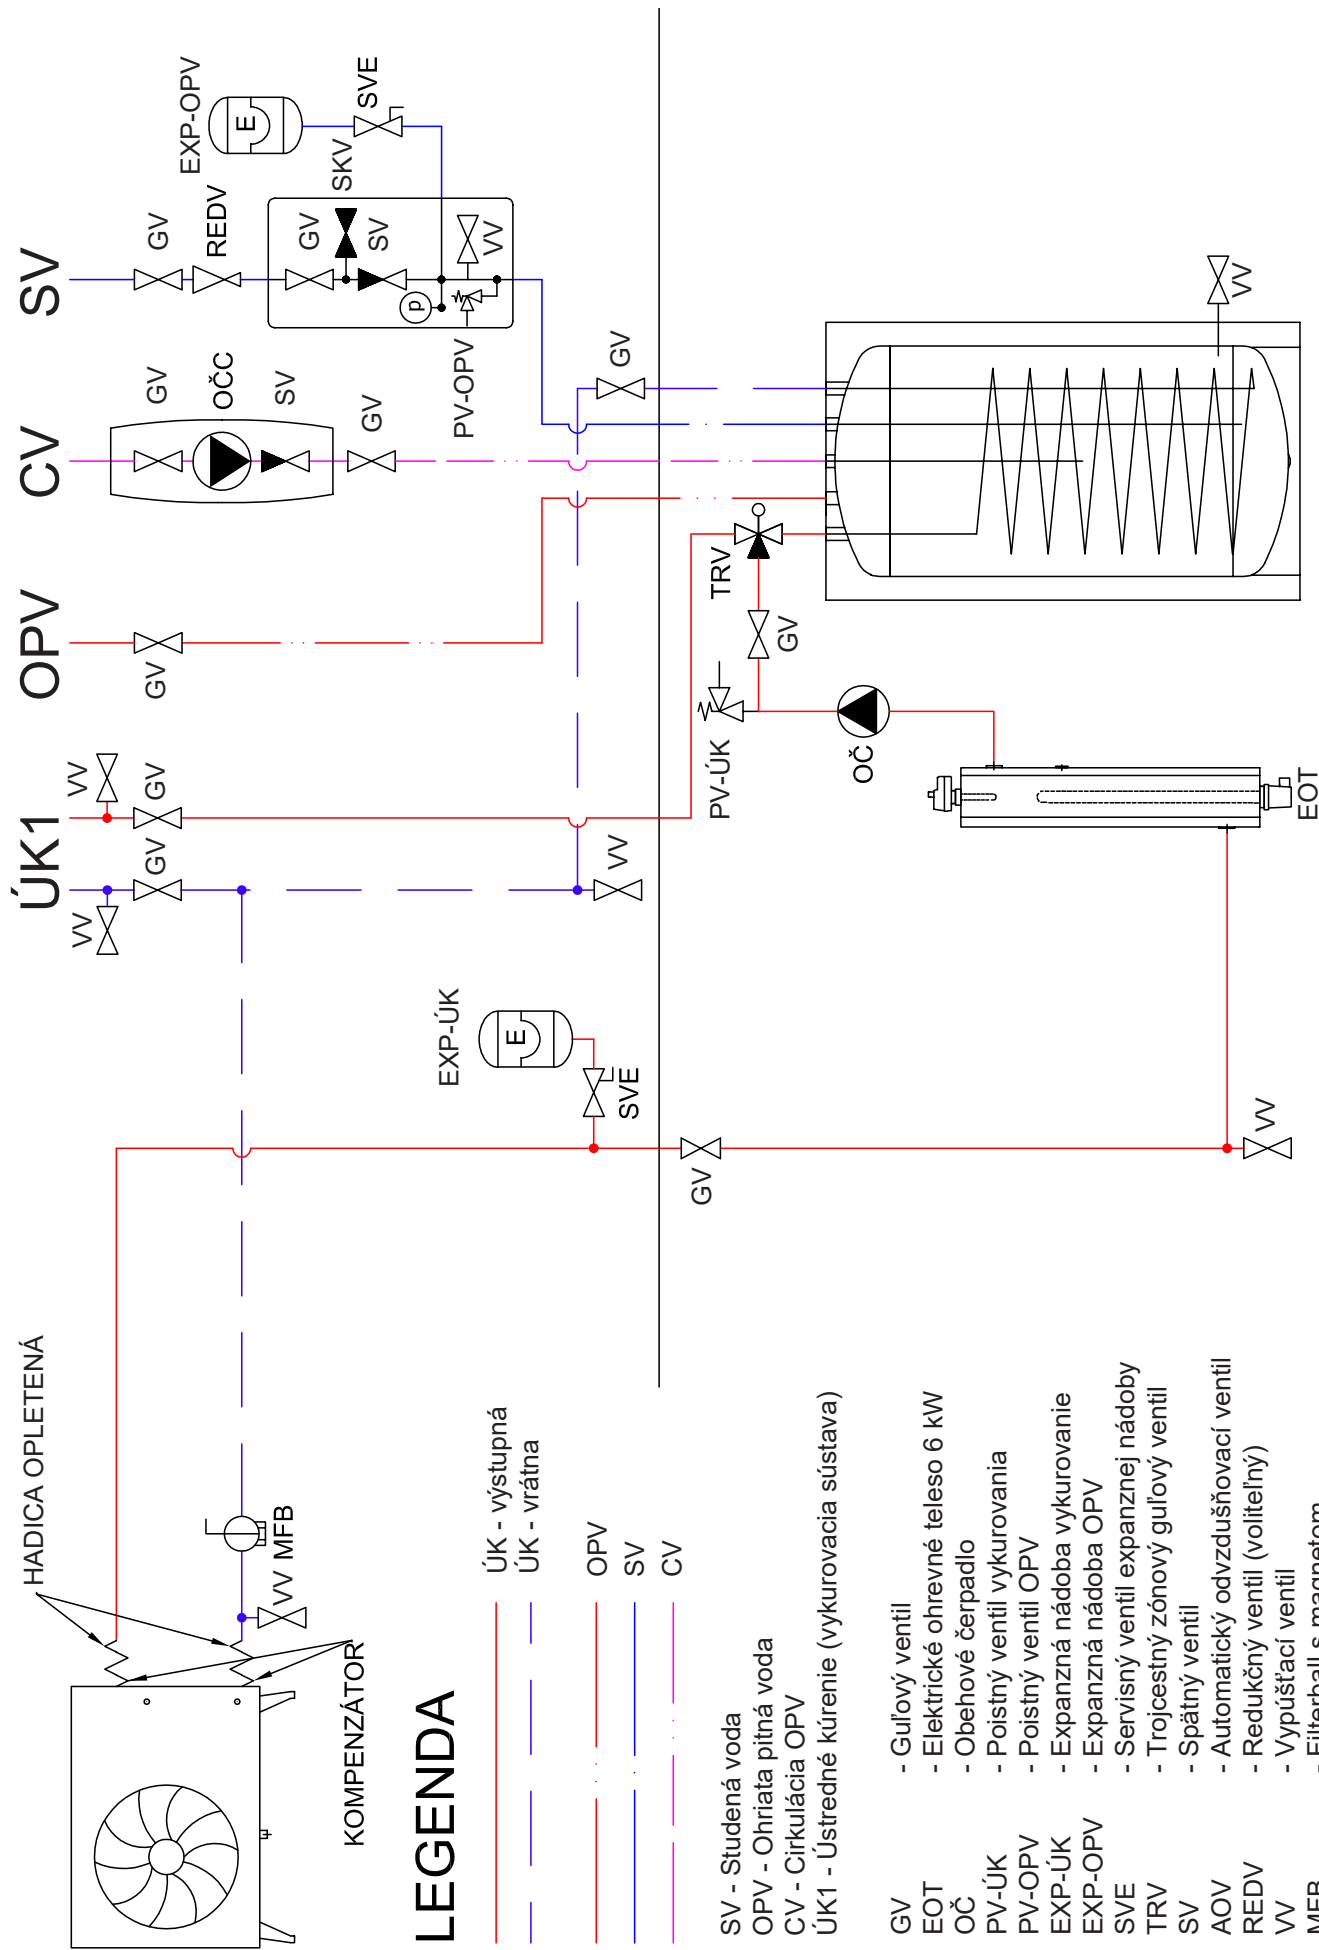 HADICA OPLETENÁ
KOMPENZÁTOR
VV
MFB
EXP-ÚK
E
SVE
GV
VV
ÚK1
VV
VV
GV
GV
VV
OPV
GV
CV
GV
OČC
SV
GV
SV
GV
REDV
EXP-OPV
E
SVE
SKV
GV
SV
VV
p
PV-OPV
GV
TRV
GV
PV-ÚK
OČ
EOT
VV
LEGENDA
ÚK - výstupná
ÚK - vrátna
OPV
SV
CV
SV - Studená voda
OPV - Ohriata pitná voda
CV - Cirkulácia OPV
ÚK1 - Ústredné kúrenie (vykurovacia sústava)
GV - Guľový ventil
EOT - Elektrické ohrevné teleso 6 kW
OČ - Obehové čerpadlo
PV-ÚK - Poistný ventil vykurovania
PV-OPV - Poistný ventil OPV
EXP-ÚK - Expanzná nádoba vykurovanie
EXP-OPV - Expanzná nádoba OPV
SVE - Servisný ventil expanznej nádoby
TRV - Trojcestný zónový guľový ventil
SV - Spätný ventil
AOV - Automatický odvzdušňovací ventil
REDV - Redukčný ventil (voliteľný)
VV - Vypúšťací ventil
MFB - Filterball s magnetom